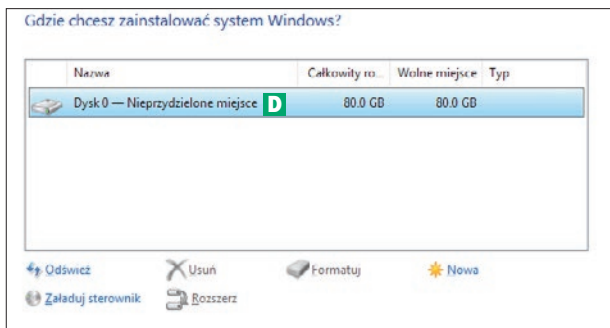 Gdzie chcesz zainstalować system Windows?
Nazwa Całkowity ro... Wolne miejsce Typ
Dysk 0 — Nieprzydzielone miejsce D 80.0 GB 80.0 GB
Odśwież Usuń Formatuj Nowa
Załaduj sterownik Rozszerz